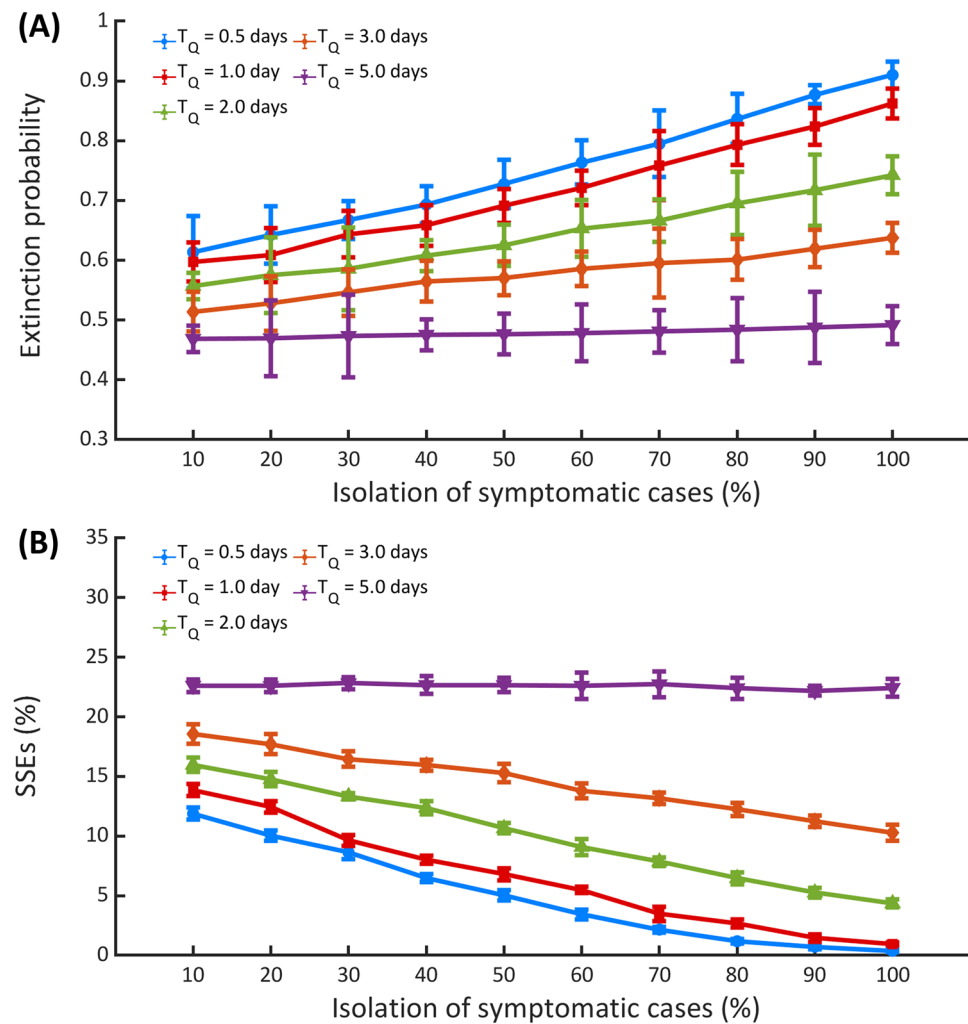 (A)
1
0.9
0.8
0.7
0.6
0.5
0.4
0.3
Extinction probability
T_Q = 0.5 days T_Q = 3.0 days
T_Q = 1.0 day T_Q = 5.0 days
T_Q = 2.0 days
10 20 30 40 50 60 70 80 90 100
Isolation of symptomatic cases (%)
(B)
35
30
25
20
15
10
5
0
SSEs (%)
T_Q = 0.5 days T_Q = 3.0 days
T_Q = 1.0 day T_Q = 5.0 days
T_Q = 2.0 days
10 20 30 40 50 60 70 80 90 100
Isolation of symptomatic cases (%)